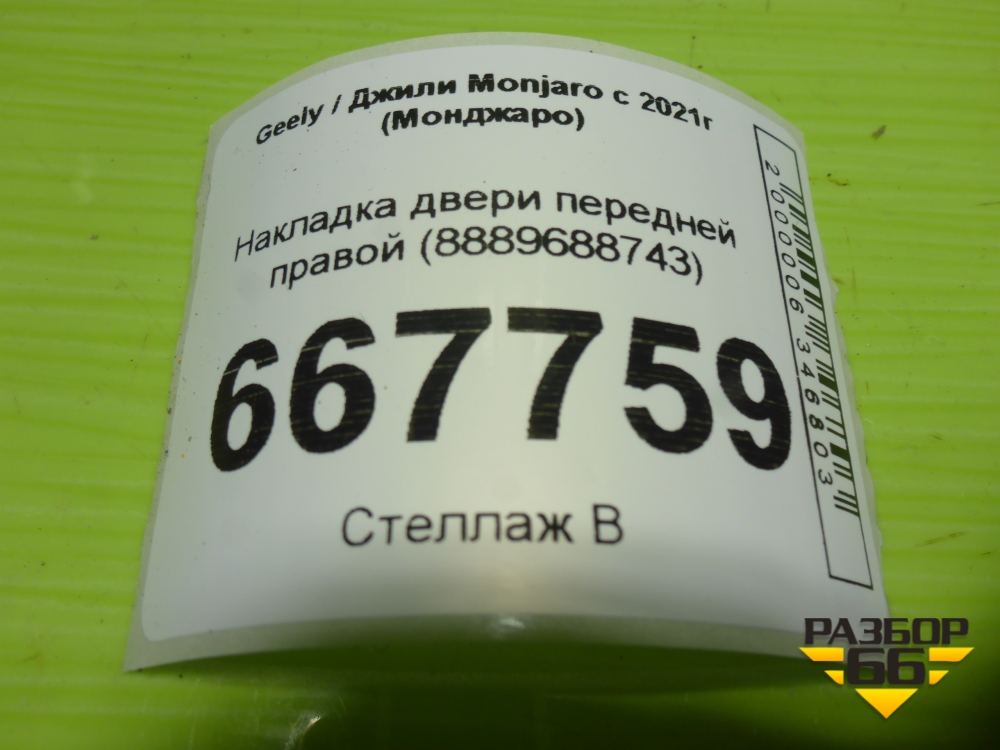 Geely / Джили Monjaro с 2021г
(Монджаро)
Накладка двери передней
правой (8889688743)
667759
Стеллаж В
2000006346803
РАЗБОР
66